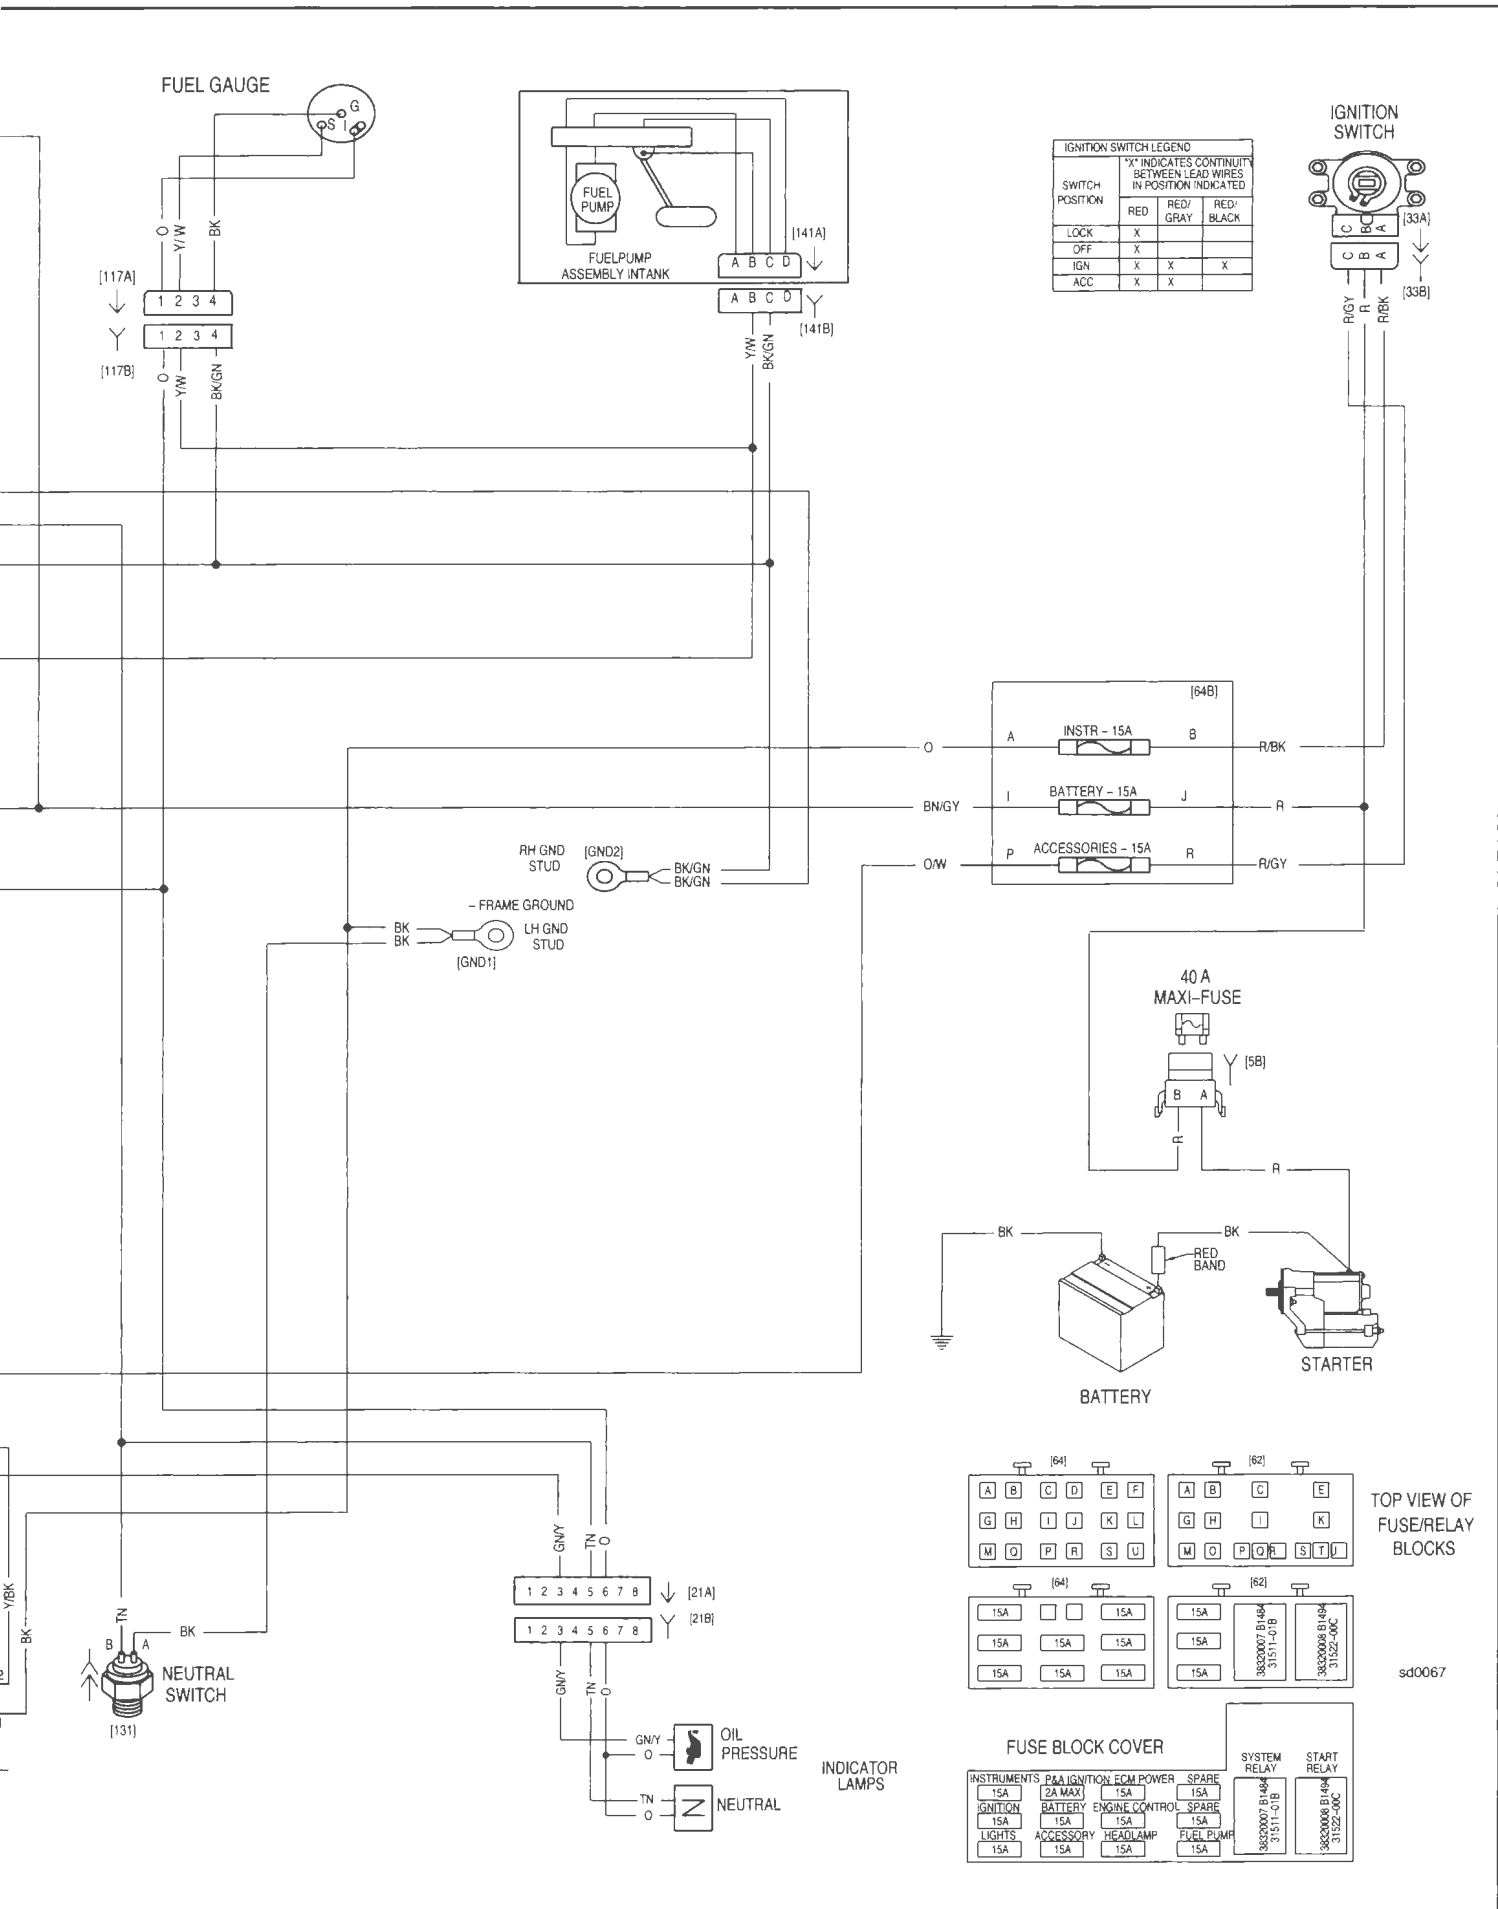 FUEL GAUGE
G
S
I
O
Y/W
BK
[117A]
1 2 3 4
1 2 3 4
[117B]
O
Y/W
BK/GN
FUEL
PUMP
FUELPUMP
ASSEMBLY INTANK
[141A]
A B C D
A B C D
[141B]
Y/W
BK/GN
IGNITION SWITCH LEGEND
SWITCH
POSITION
"X" INDICATES CONTINUITY
BETWEEN LEAD WIRES
IN POSITION INDICATED
RED
RED/
GRAY
RED/
BLACK
LOCK X
OFF X
IGN X X X
ACC X X
IGNITION
SWITCH
[33A]
C B A
C B A
[33B]
R/GY
R
R/BK
[64B]
O A INSTR - 15A B R/BK
BN/GY I BATTERY - 15A J R
O/W P ACCESSORIES - 15A R R/GY
RH GND
STUD
[GND2]
BK/GN
BK/GN
- FRAME GROUND
LH GND
STUD
BK
BK
[GND1]
40 A
MAXI-FUSE
[5B]
B A
R
R
BK
BK
RED
BAND
BATTERY
STARTER
GN/Y
TN
O
1 2 3 4 5 6 7 8
[21A]
1 2 3 4 5 6 7 8
[21B]
GN/Y
TN
O
GN/Y
O
OIL
PRESSURE
TN
O
N
NEUTRAL
INDICATOR
LAMPS
Y/BK
BK
2
TN
B A
BK
NEUTRAL
SWITCH
[131]
[64]
A B C D E F
G H I J K L
M O P R S U
[62]
A B C E
G H I K
M O P Q R S T U
TOP VIEW OF
FUSE/RELAY
BLOCKS
[64]
15A 15A
15A 15A 15A
15A 15A 15A
[62]
15A
15A
15A
38320007 B1484
31511-01B
38320008 B1494
31522-00C
sd0067
FUSE BLOCK COVER
SYSTEM
RELAY
START
RELAY
INSTRUMENTS P&A IGNITION ECM POWER SPARE
15A 2A MAX 15A 15A
IGNITION BATTERY ENGINE CONTROL SPARE
15A 15A 15A 15A
LIGHTS ACCESSORY HEADLAMP FUEL PUMP
15A 15A 15A 15A
38320007 B1484
31511-01B
38320008 B1494
31522-00C